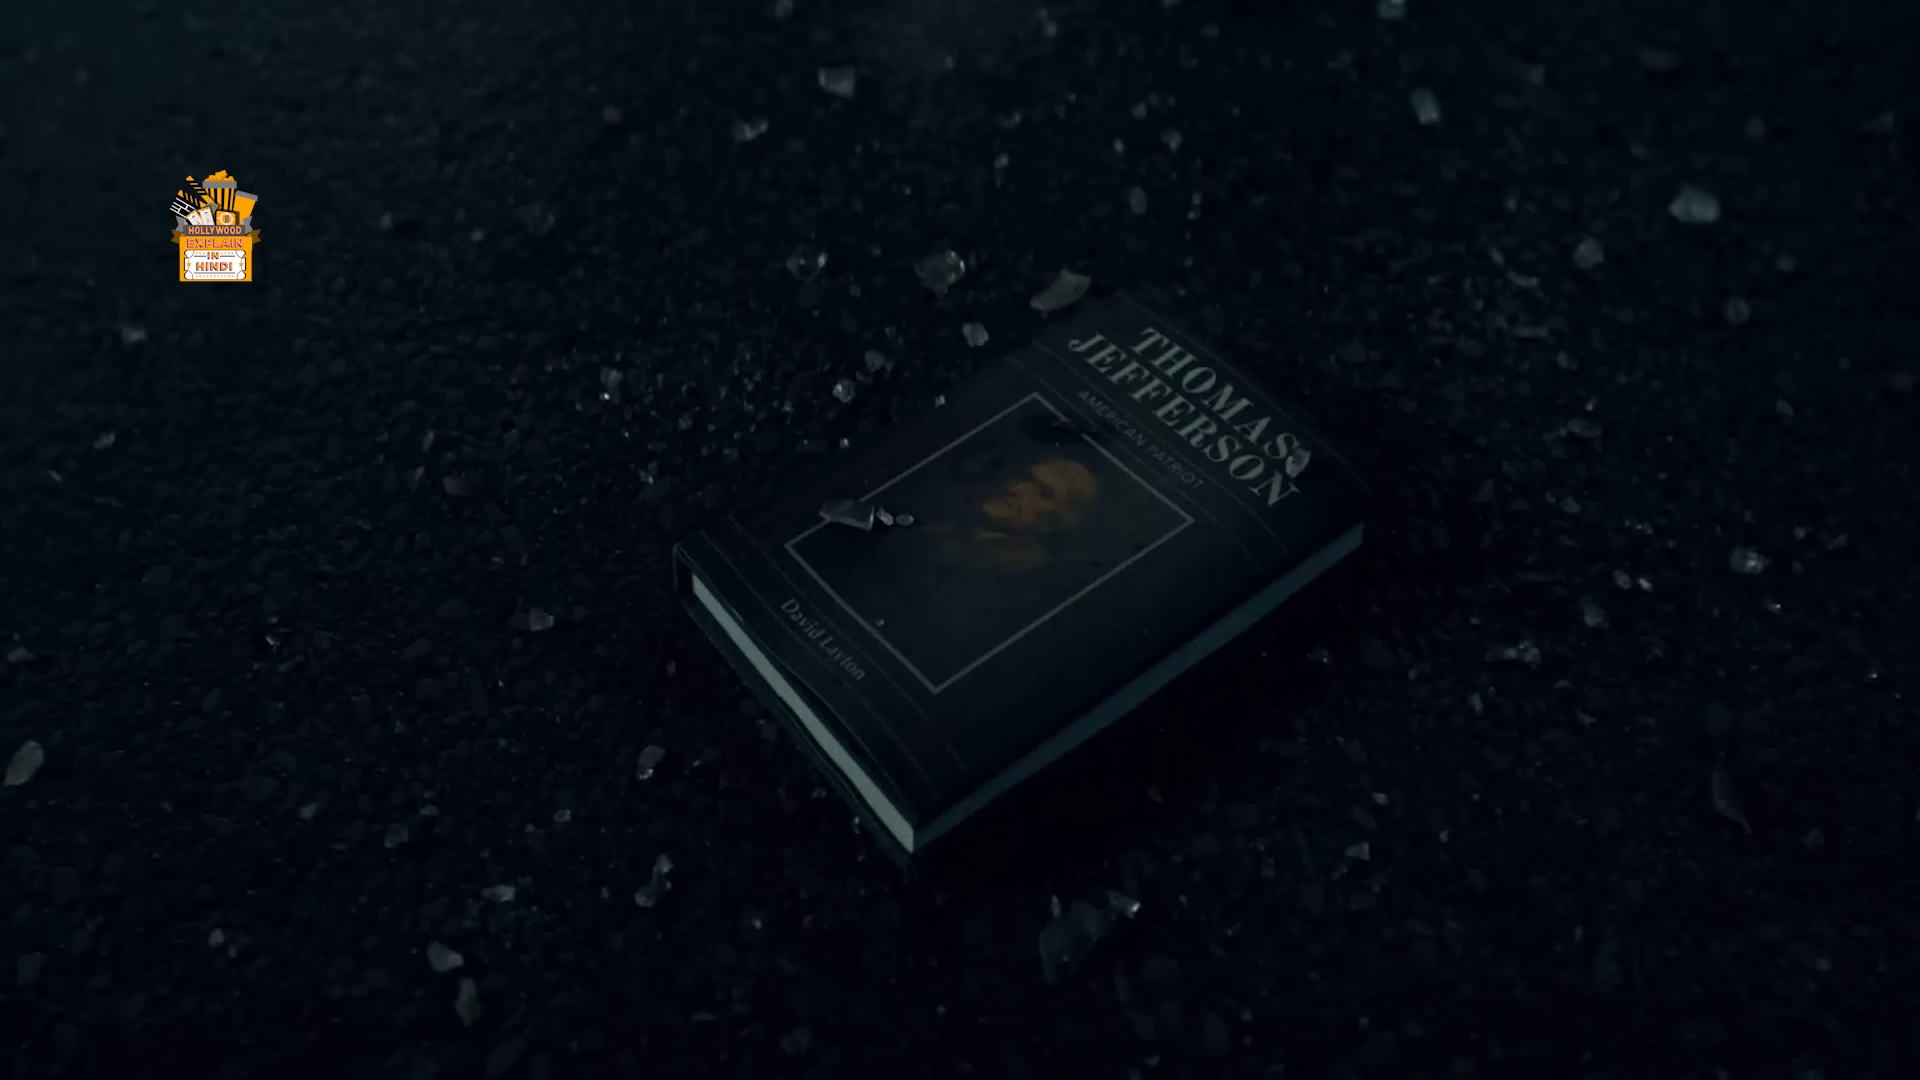 HOLLYWOOD
EXPLAIN
IN
HINDI
THOMAS
JEFFERSON
AMERICAN PATRIOT
David Layton